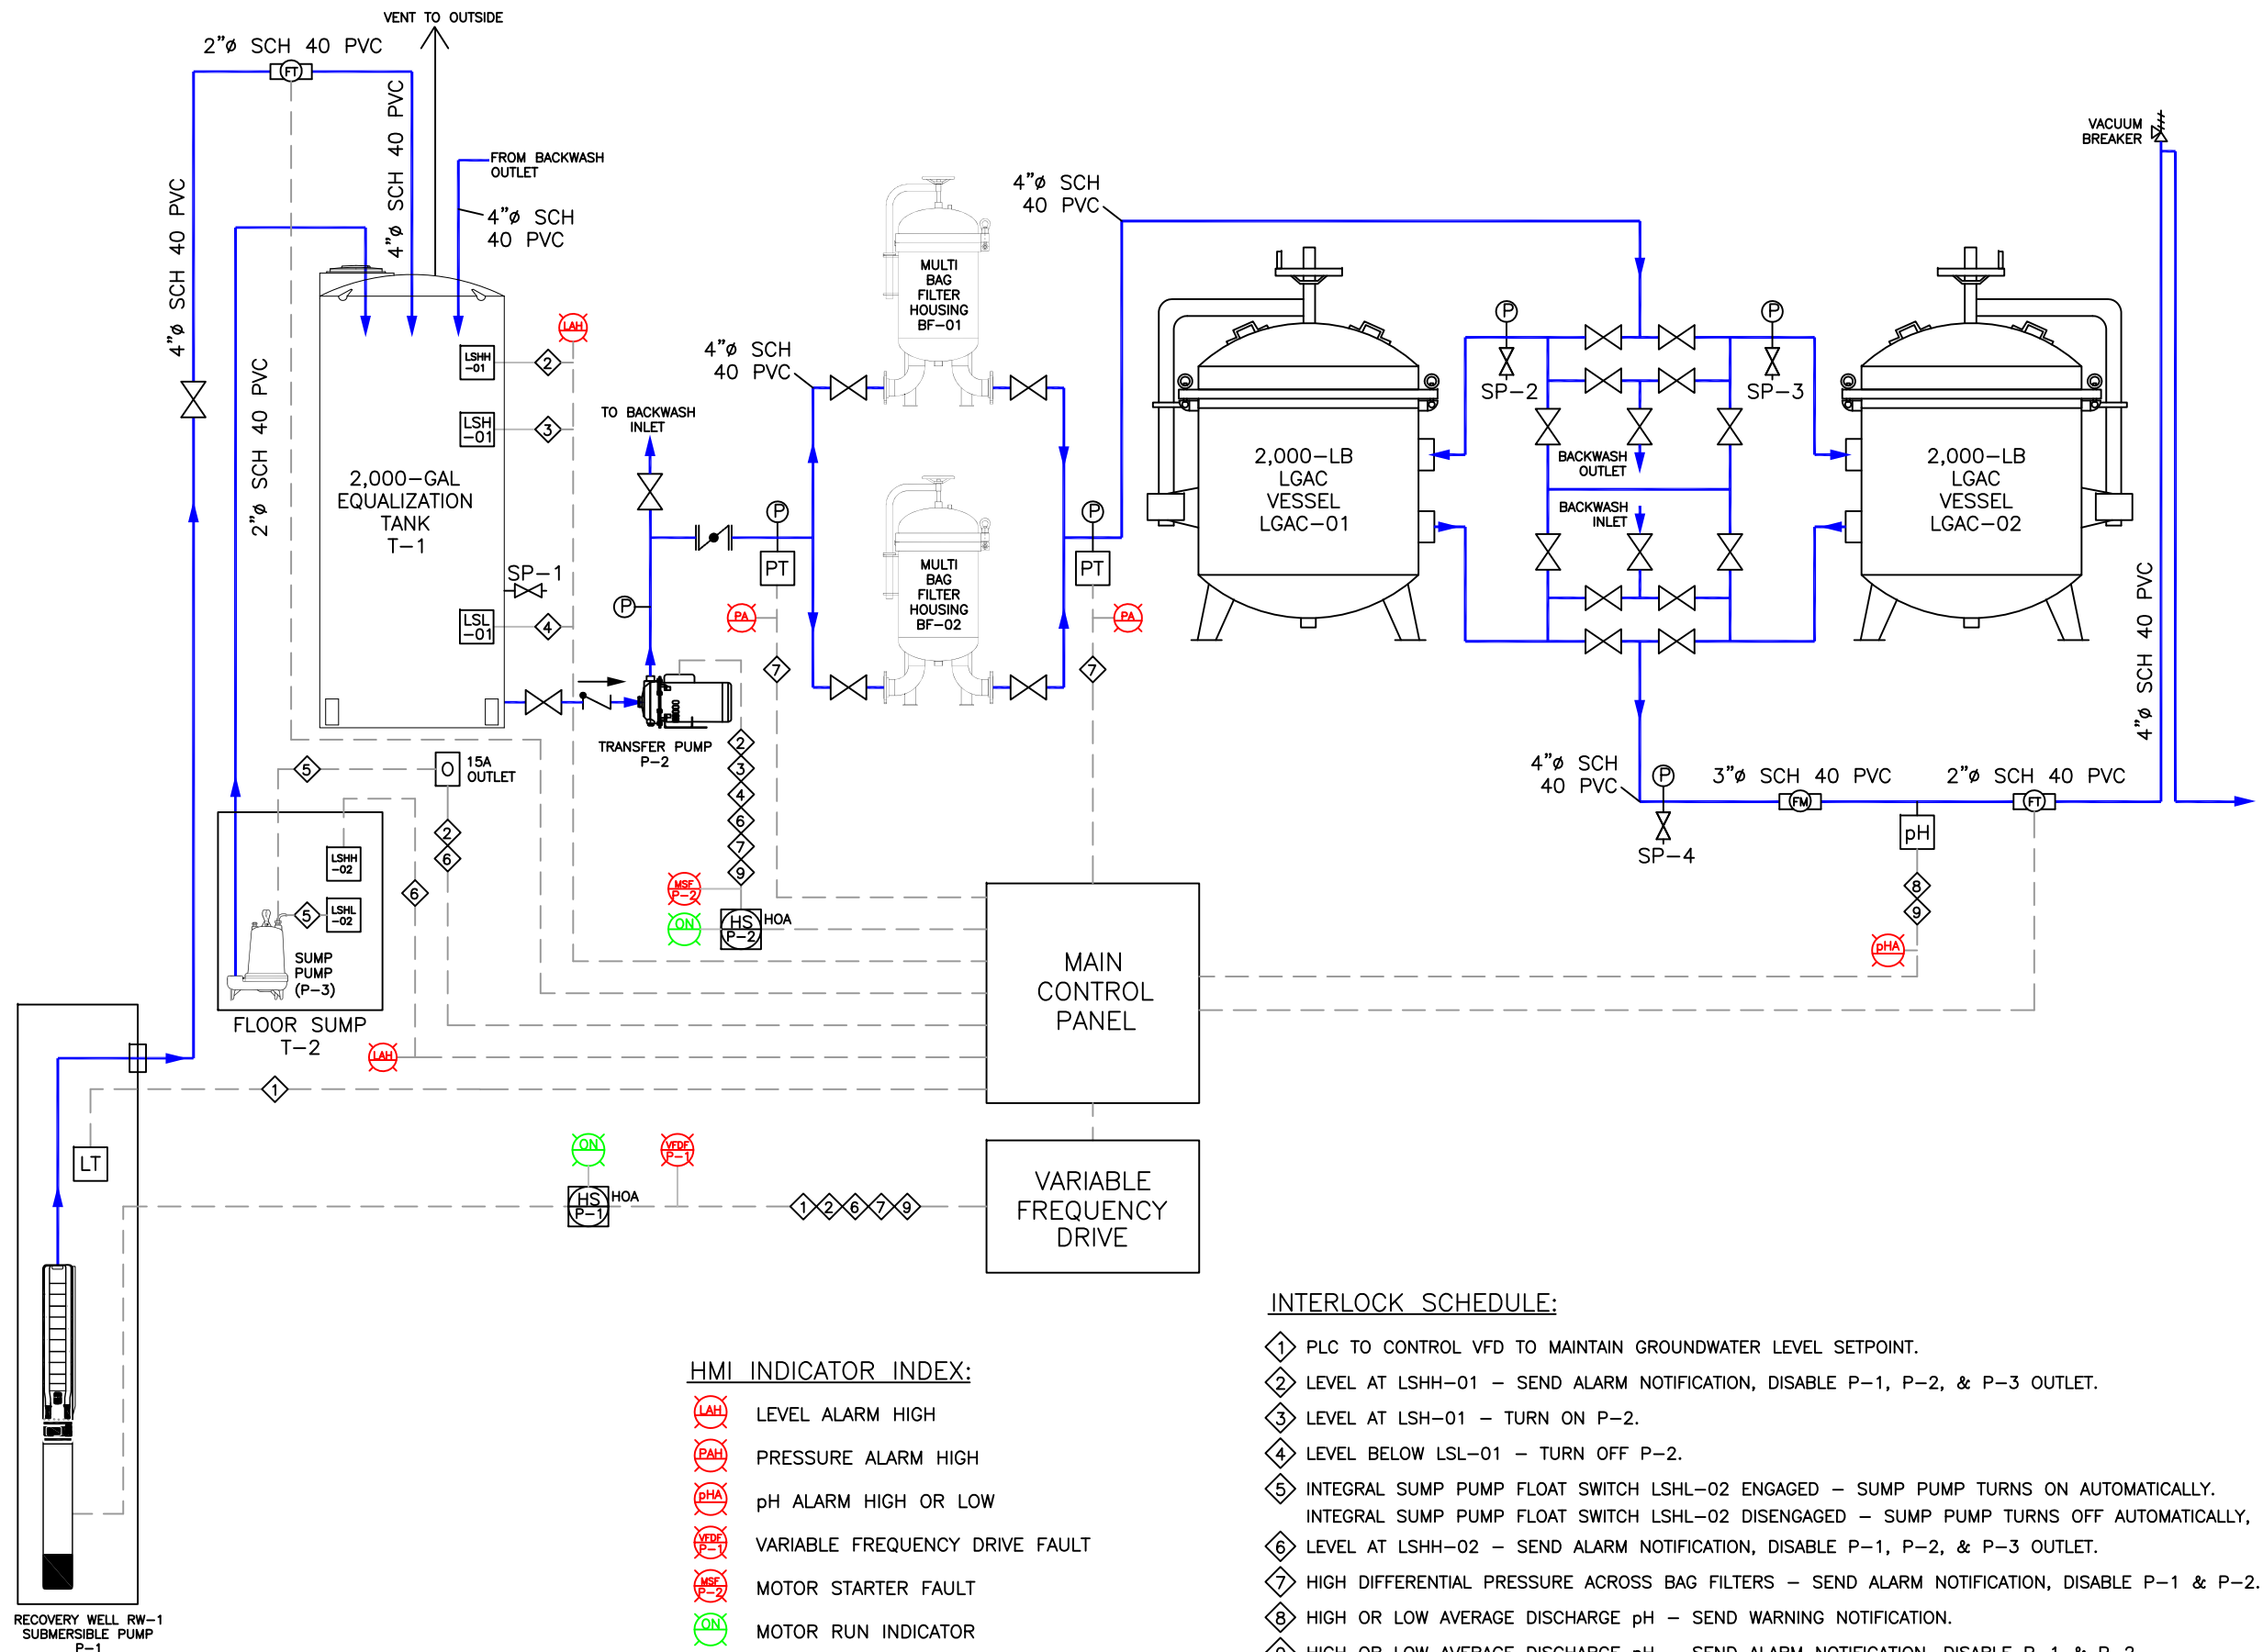 VENT TO OUTSIDE
2"ø SCH 40 PVC
FT
4"ø SCH 40 PVC
4"ø SCH 40 PVC
2"ø SCH 40 PVC
FROM BACKWASH
OUTLET
4"ø SCH
40 PVC
LAH
LSHH
-01
2
LSH
-01
3
2,000-GAL
EQUALIZATION
TANK
T-1
SP-1
LSL
-01
4
TO BACKWASH
INLET
P
TRANSFER PUMP
P-2
4"ø SCH
40 PVC
P
PT
PA
7
MULTI
BAG
FILTER
HOUSING
BF-01
MULTI
BAG
FILTER
HOUSING
BF-02
P
PT
PA
7
4"ø SCH
40 PVC
2,000-LB
LGAC
VESSEL
LGAC-01
P
SP-2
P
SP-3
BACKWASH
OUTLET
BACKWASH
INLET
2,000-LB
LGAC
VESSEL
LGAC-02
VACUUM
BREAKER
4"ø SCH 40 PVC
4"ø SCH
40 PVC
P
SP-4
3"ø SCH 40 PVC
FM
2"ø SCH 40 PVC
FT
pH
8
9
pHA
5
O
15A
OUTLET
2
6
LSHH
-02
6
5
LSHL
-02
SUMP
PUMP
(P-3)
FLOOR SUMP
T-2
LAH
2
3
4
6
7
9
MSF
P-2
ON
HS
P-2
HOA
MAIN
CONTROL
PANEL
1
LT
ON
HS
P-1
HOA
VFDF
P-1
1
2
6
7
9
VARIABLE
FREQUENCY
DRIVE
RECOVERY WELL RW-1
SUBMERSIBLE PUMP
P-1
HMI INDICATOR INDEX:
LAH LEVEL ALARM HIGH
PAH PRESSURE ALARM HIGH
pHA pH ALARM HIGH OR LOW
VFDF P-1 VARIABLE FREQUENCY DRIVE FAULT
MSF P-2 MOTOR STARTER FAULT
ON MOTOR RUN INDICATOR
INTERLOCK SCHEDULE:
1 PLC TO CONTROL VFD TO MAINTAIN GROUNDWATER LEVEL SETPOINT.
2 LEVEL AT LSHH-01 - SEND ALARM NOTIFICATION, DISABLE P-1, P-2, & P-3 OUTLET.
3 LEVEL AT LSH-01 - TURN ON P-2.
4 LEVEL BELOW LSL-01 - TURN OFF P-2.
5 INTEGRAL SUMP PUMP FLOAT SWITCH LSHL-02 ENGAGED - SUMP PUMP TURNS ON AUTOMATICALLY.
INTEGRAL SUMP PUMP FLOAT SWITCH LSHL-02 DISENGAGED - SUMP PUMP TURNS OFF AUTOMATICALLY,
6 LEVEL AT LSHH-02 - SEND ALARM NOTIFICATION, DISABLE P-1, P-2, & P-3 OUTLET.
7 HIGH DIFFERENTIAL PRESSURE ACROSS BAG FILTERS - SEND ALARM NOTIFICATION, DISABLE P-1 & P-2.
8 HIGH OR LOW AVERAGE DISCHARGE pH - SEND WARNING NOTIFICATION.
9 HIGH OR LOW AVERAGE DISCHARGE pH - SEND ALARM NOTIFICATION, DISABLE P-1 & P-2